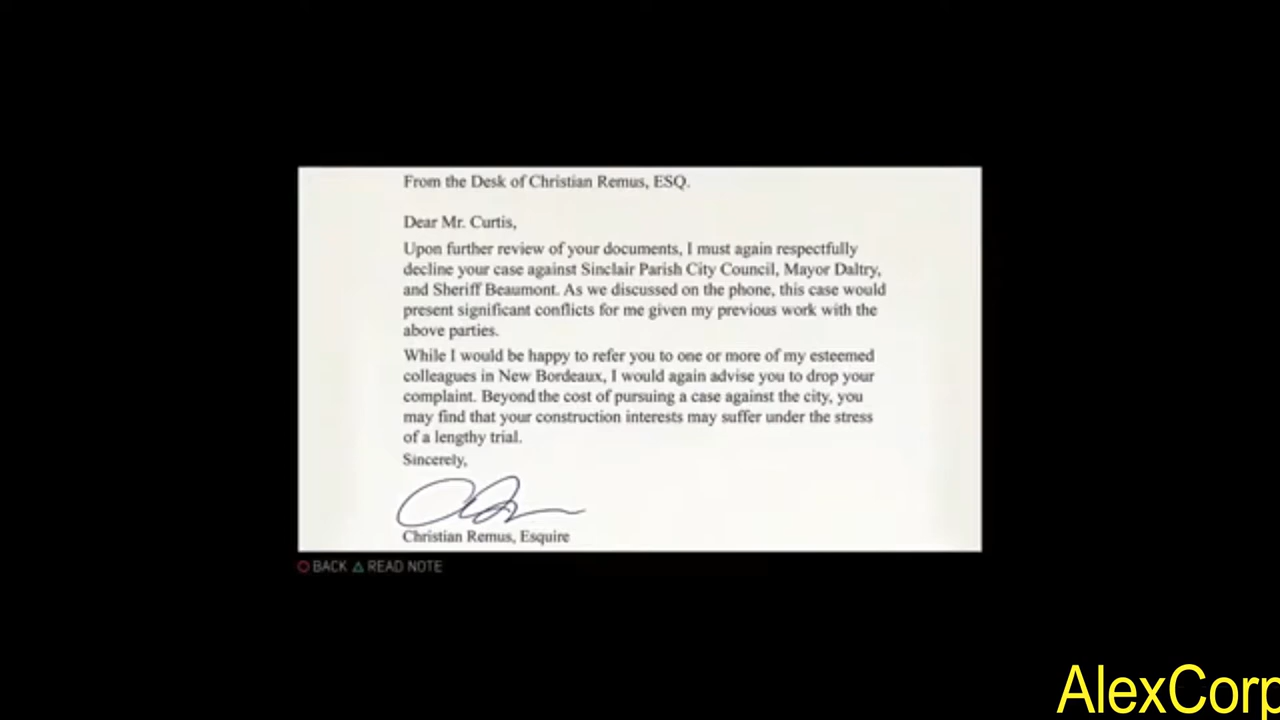 From the Desk of Christian Remus, ESQ.
Dear Mr. Curtis,
Upon further review of your documents, I must again respectfully
decline your case against Sinclair Parish City Council, Mayor Daltry,
and Sheriff Beaumont. As we discussed on the phone, this case would
present significant conflicts for me given my previous work with the
above parties.
While I would be happy to refer you to one or more of my esteemed
colleagues in New Bordeaux, I would again advise you to drop your
complaint. Beyond the cost of pursuing a case against the city, you
may find that your construction interests may suffer under the stress
of a lengthy trial.
Sincerely,
Christian Remus, Esquire
BACK READ NOTE
AlexCorp